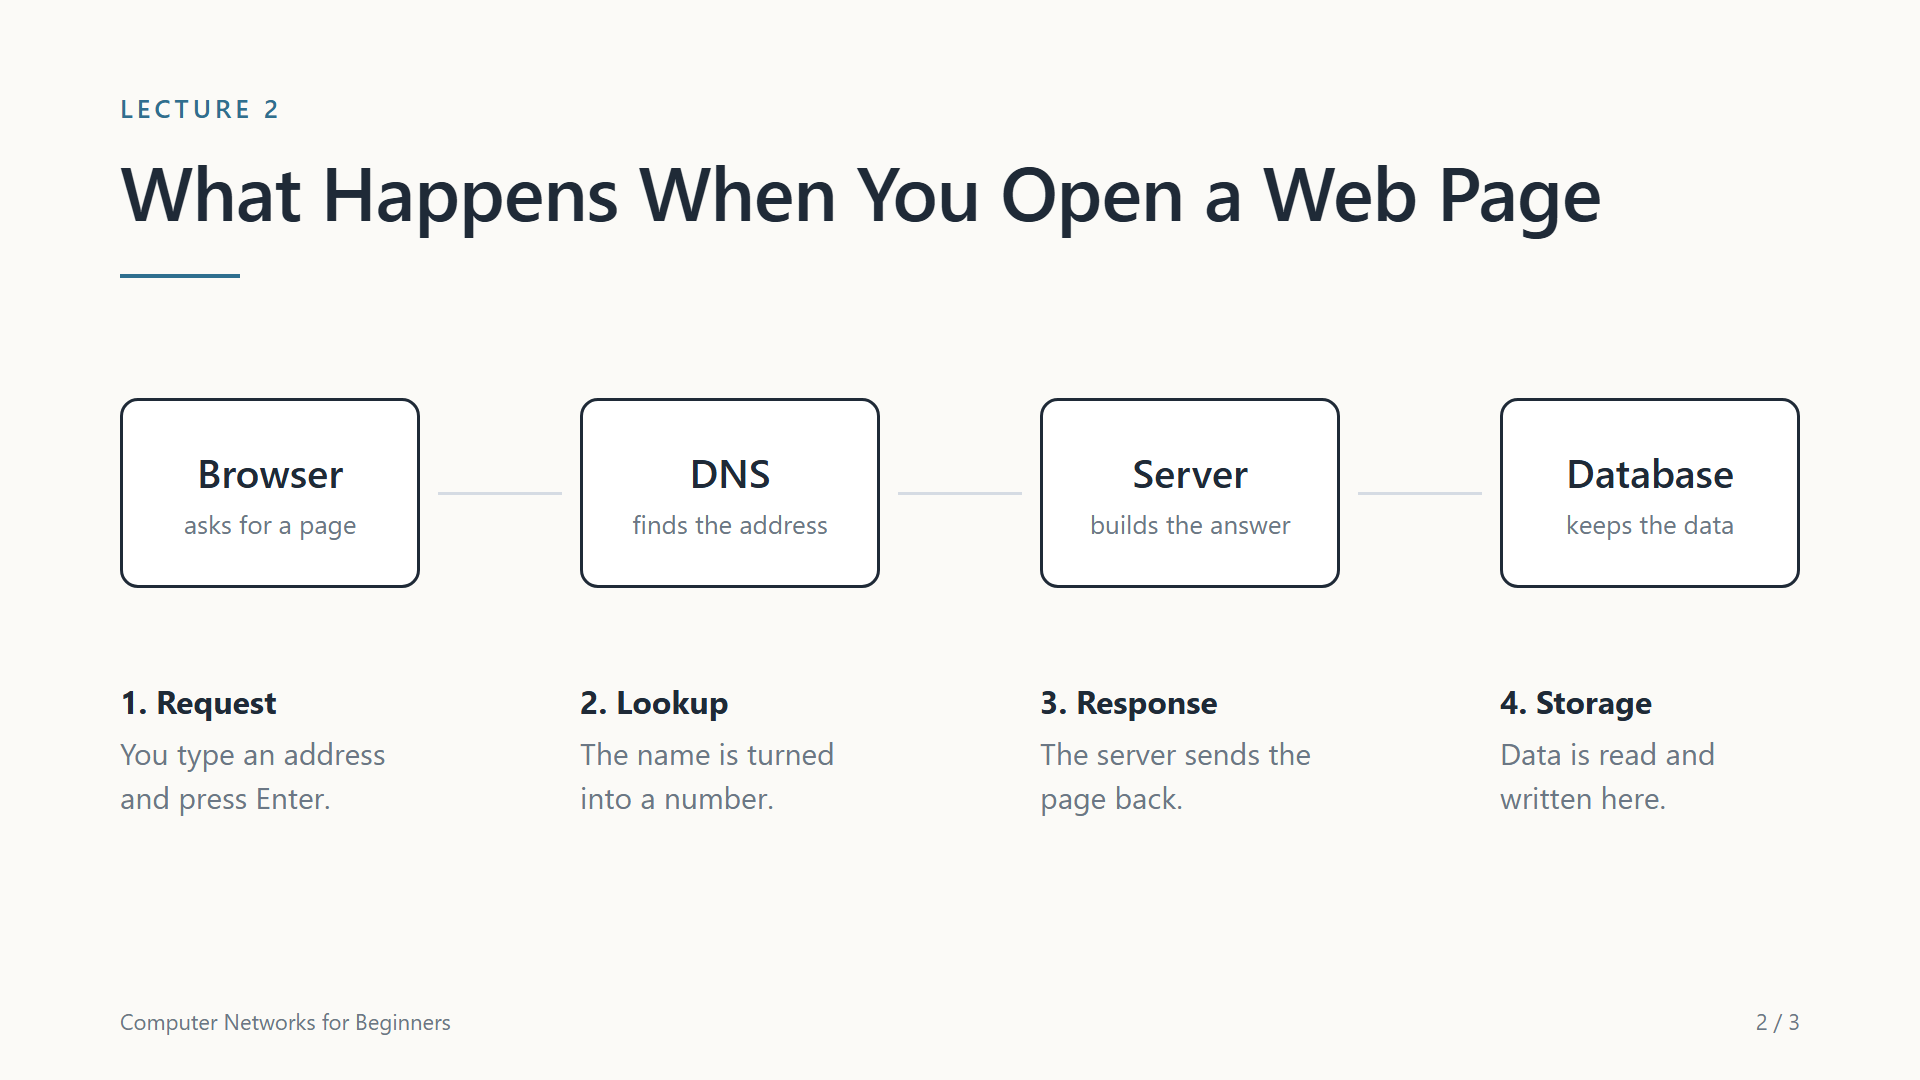 LECTURE 2
What Happens When You Open a Web Page
Browser
asks for a page
DNS
finds the address
Server
builds the answer
Database
keeps the data
1. Request
You type an address
and press Enter.
2. Lookup
The name is turned
into a number.
3. Response
The server sends the
page back.
4. Storage
Data is read and
written here.
Computer Networks for Beginners
2 / 3